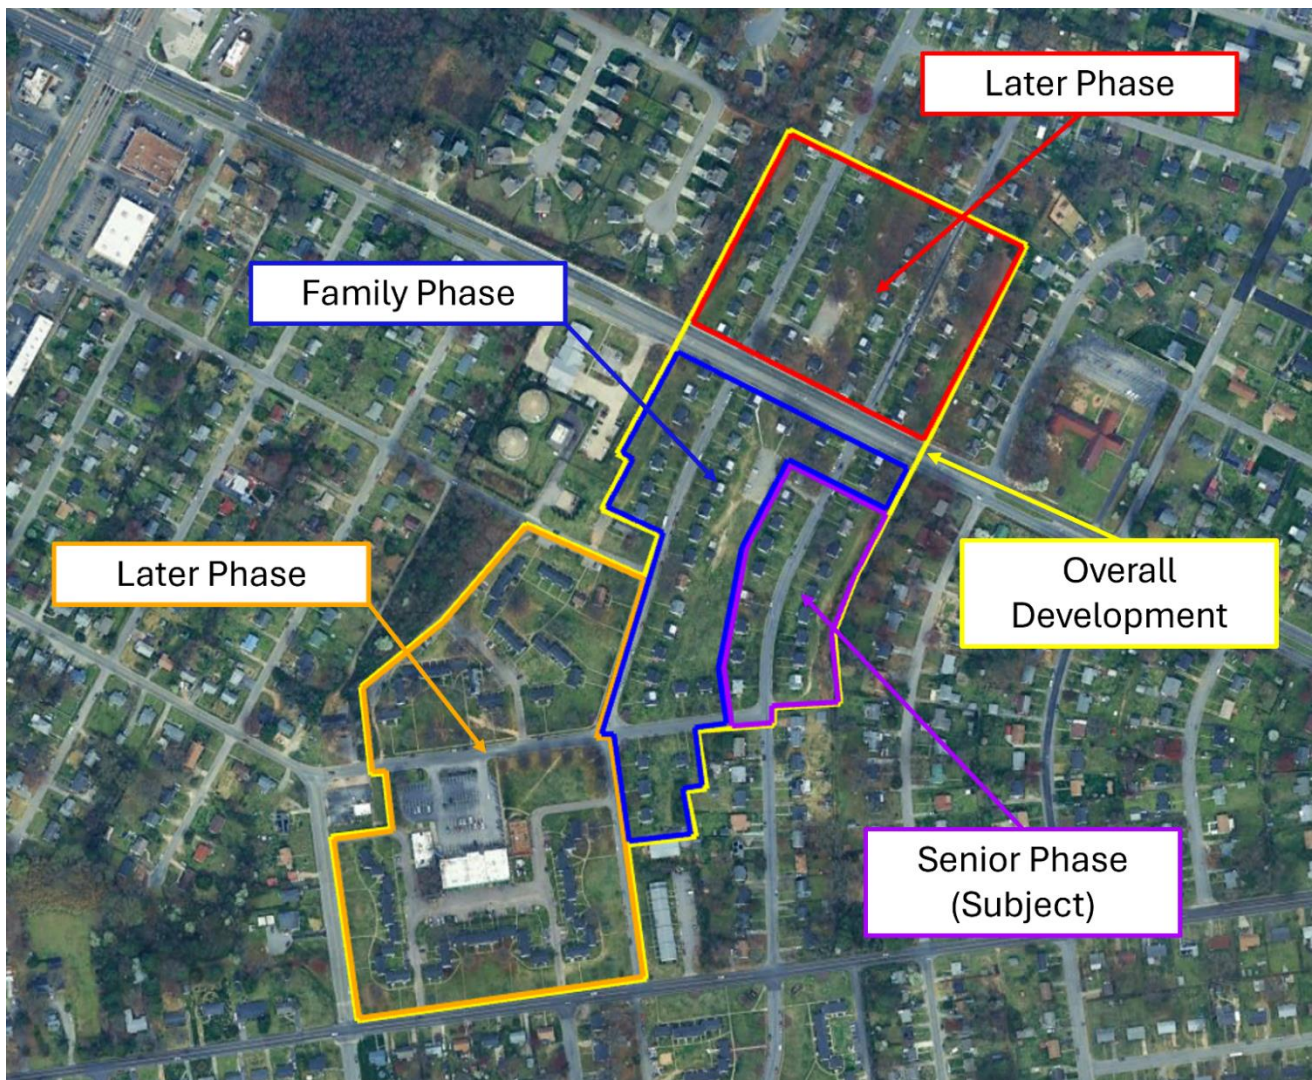 Later Phase
Family Phase
Later Phase
Overall
Development
Senior Phase
(Subject)